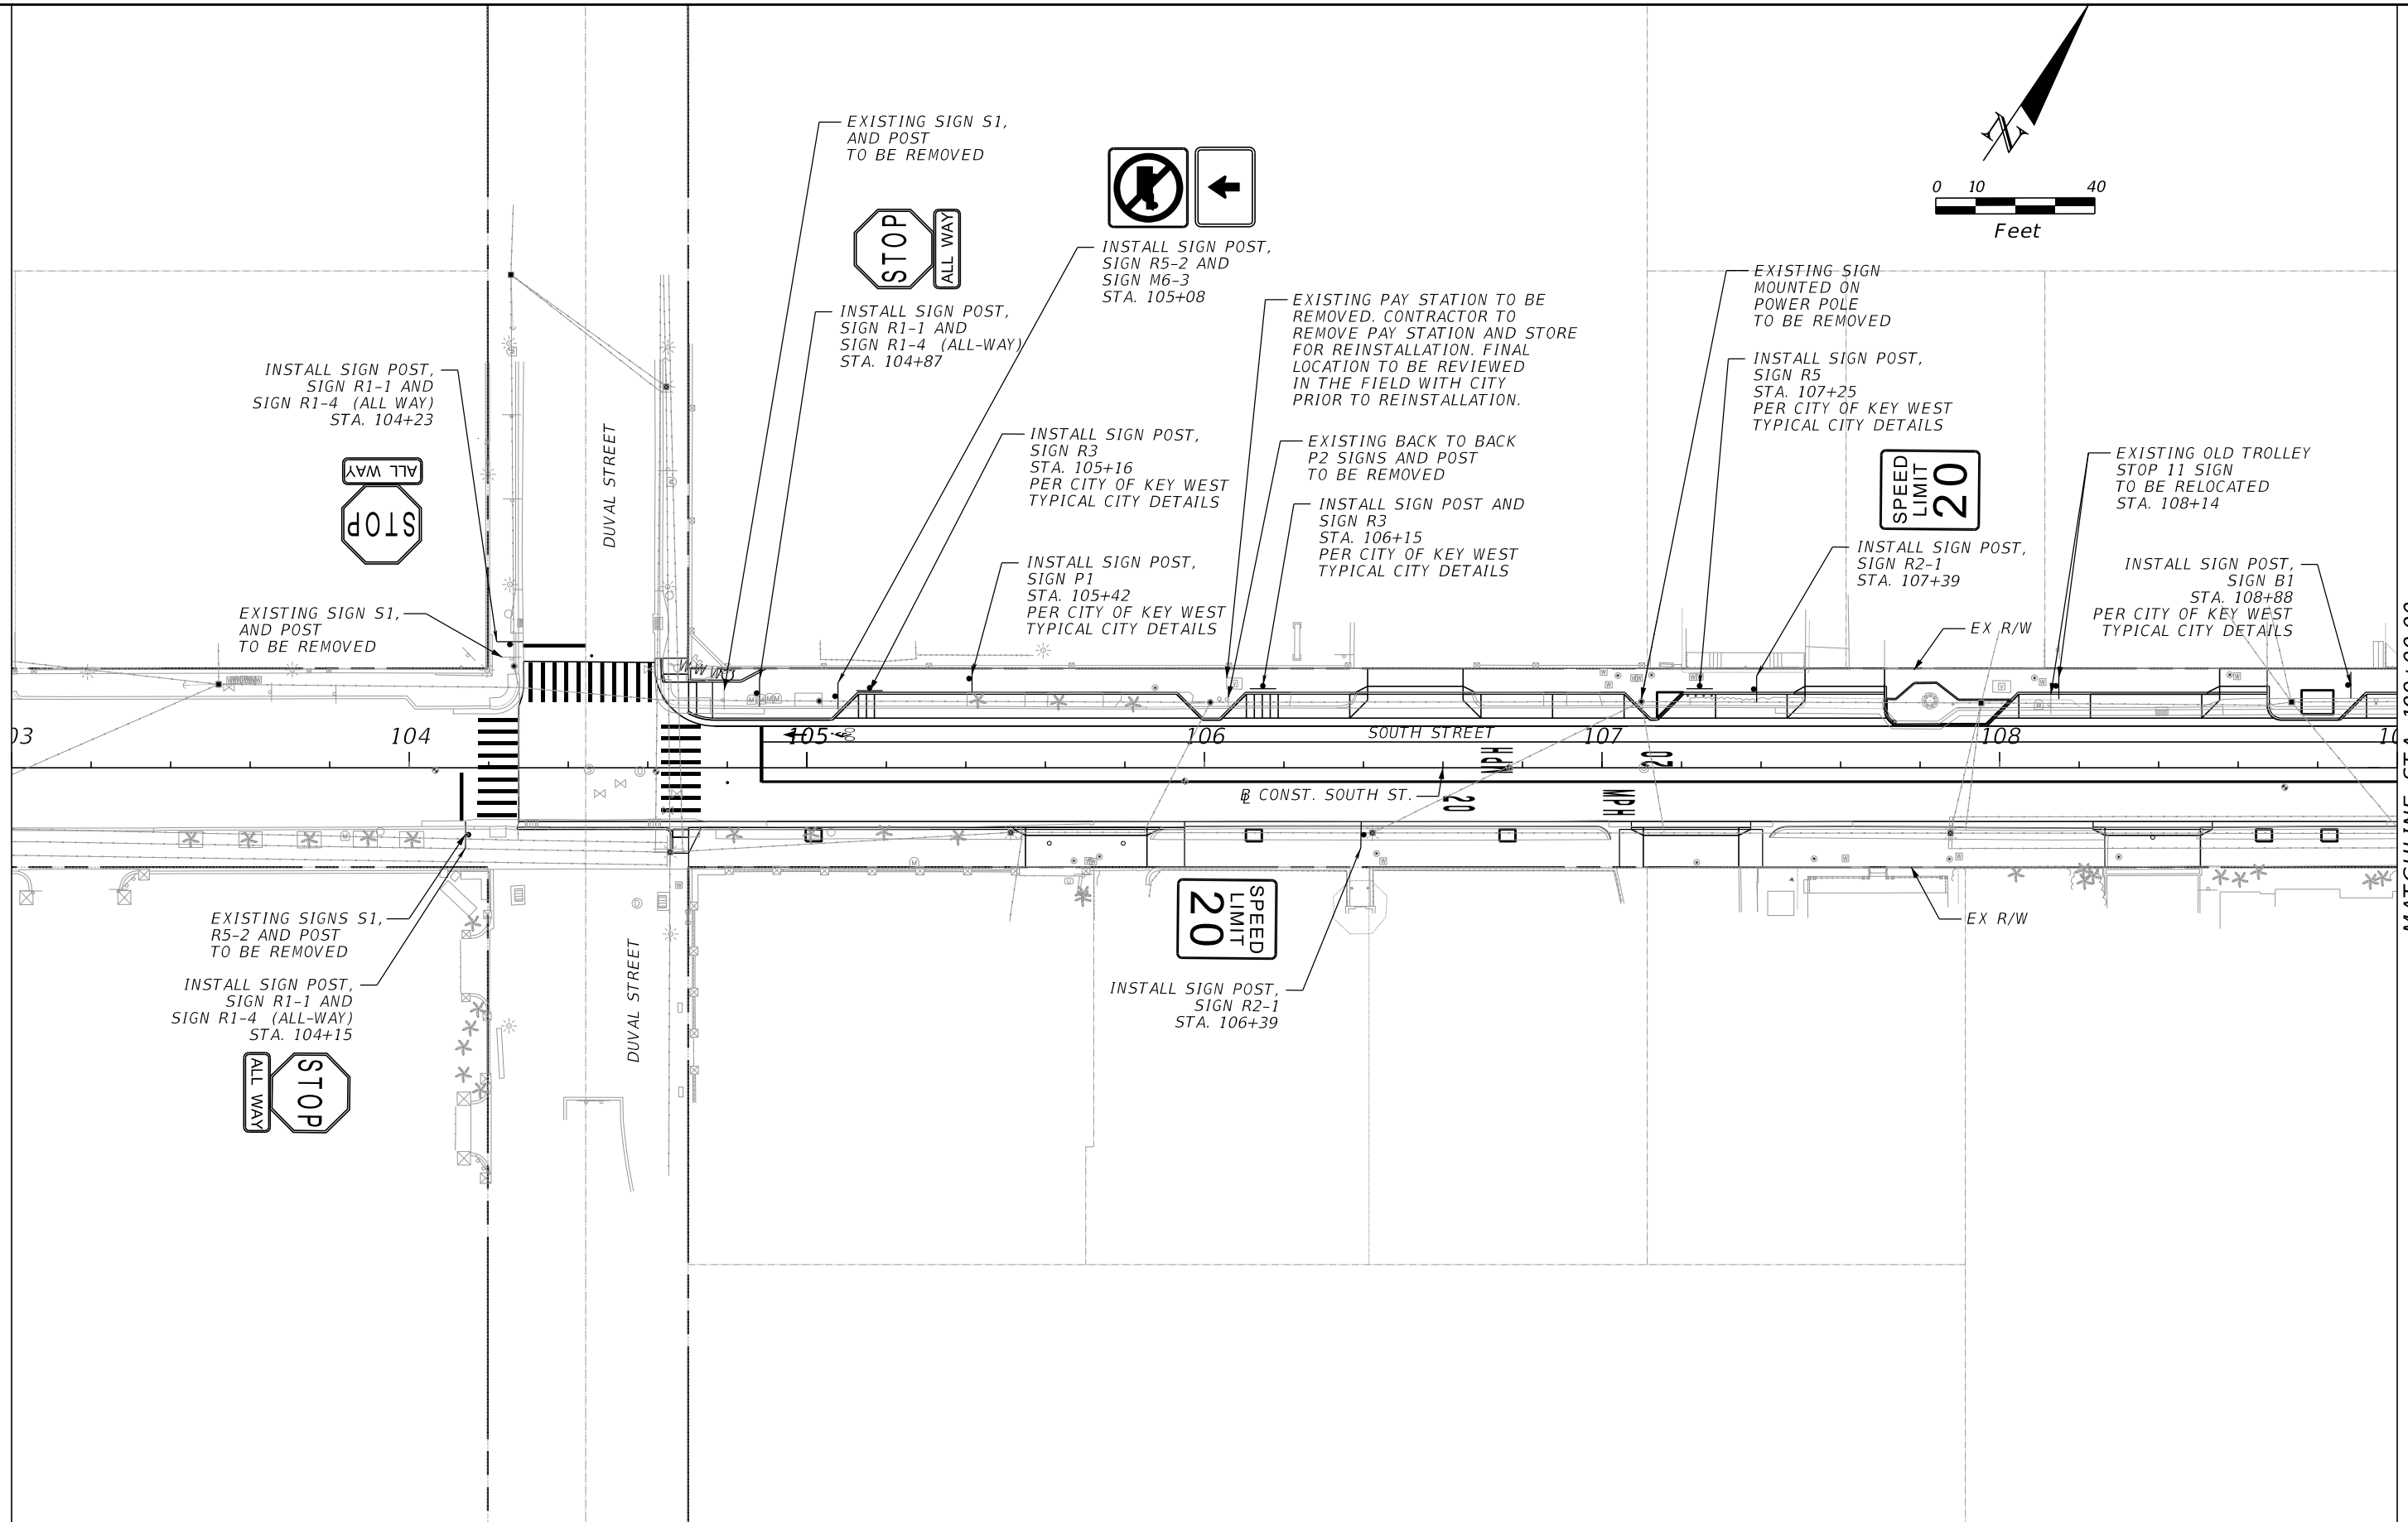 EXISTING SIGN S1,
AND POST
TO BE REMOVED
STOP
ALL WAY
INSTALL SIGN POST,
SIGN R1-1 AND
SIGN R1-4 (ALL-WAY)
STA. 104+87
INSTALL SIGN POST,
SIGN R5-2 AND
SIGN M6-3
STA. 105+08
N
0 10 40
Feet
INSTALL SIGN POST,
SIGN R1-1 AND
SIGN R1-4 (ALL WAY)
STA. 104+23
ALL WAY
STOP
EXISTING SIGN S1,
AND POST
TO BE REMOVED
DUVAL STREET
INSTALL SIGN POST,
SIGN R3
STA. 105+16
PER CITY OF KEY WEST
TYPICAL CITY DETAILS
INSTALL SIGN POST,
SIGN P1
STA. 105+42
PER CITY OF KEY WEST
TYPICAL CITY DETAILS
EXISTING PAY STATION TO BE
REMOVED. CONTRACTOR TO
REMOVE PAY STATION AND STORE
FOR REINSTALLATION. FINAL
LOCATION TO BE REVIEWED
IN THE FIELD WITH CITY
PRIOR TO REINSTALLATION.
EXISTING BACK TO BACK
P2 SIGNS AND POST
TO BE REMOVED
INSTALL SIGN POST AND
SIGN R3
STA. 106+15
PER CITY OF KEY WEST
TYPICAL CITY DETAILS
EXISTING SIGN
MOUNTED ON
POWER POLE
TO BE REMOVED
INSTALL SIGN POST,
SIGN R5
STA. 107+25
PER CITY OF KEY WEST
TYPICAL CITY DETAILS
SPEED
LIMIT
20
INSTALL SIGN POST,
SIGN R2-1
STA. 107+39
EXISTING OLD TROLLEY
STOP 11 SIGN
TO BE RELOCATED
STA. 108+14
INSTALL SIGN POST,
SIGN B1
STA. 108+88
PER CITY OF KEY WEST
TYPICAL CITY DETAILS
EX R/W
03 104 105 106 107 108 10
SOUTH STREET
MPH
20
20
MPH
BL CONST. SOUTH ST.
EX R/W
EXISTING SIGNS S1,
R5-2 AND POST
TO BE REMOVED
INSTALL SIGN POST,
SIGN R1-1 AND
SIGN R1-4 (ALL-WAY)
STA. 104+15
STOP
ALL WAY
DUVAL STREET
SPEED
LIMIT
20
INSTALL SIGN POST,
SIGN R2-1
STA. 106+39